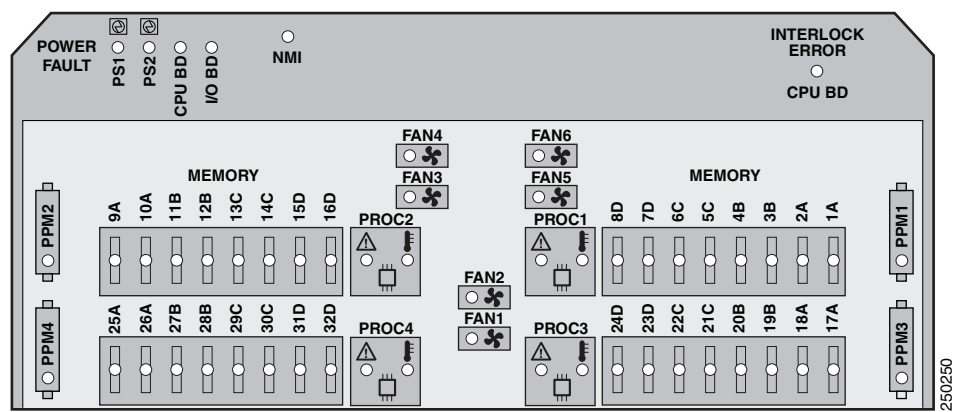 POWER FAULT
PS1
PS2
CPU BD
I/O BD
NMI
INTERLOCK
ERROR
CPU BD
FAN4
FAN6
FAN3
FAN5
MEMORY
MEMORY
PPM2
9A 10A 11B 12B 13C 14C 15D 16D
PROC2
PROC1
8D 7D 6C 5C 4B 3B 2A 1A
PPM1
FAN2
FAN1
PPM4
25A 26A 27B 28B 29C 30C 31D 32D
PROC4
PROC3
24D 23D 22C 21C 20B 19B 18A 17A
PPM3
250250